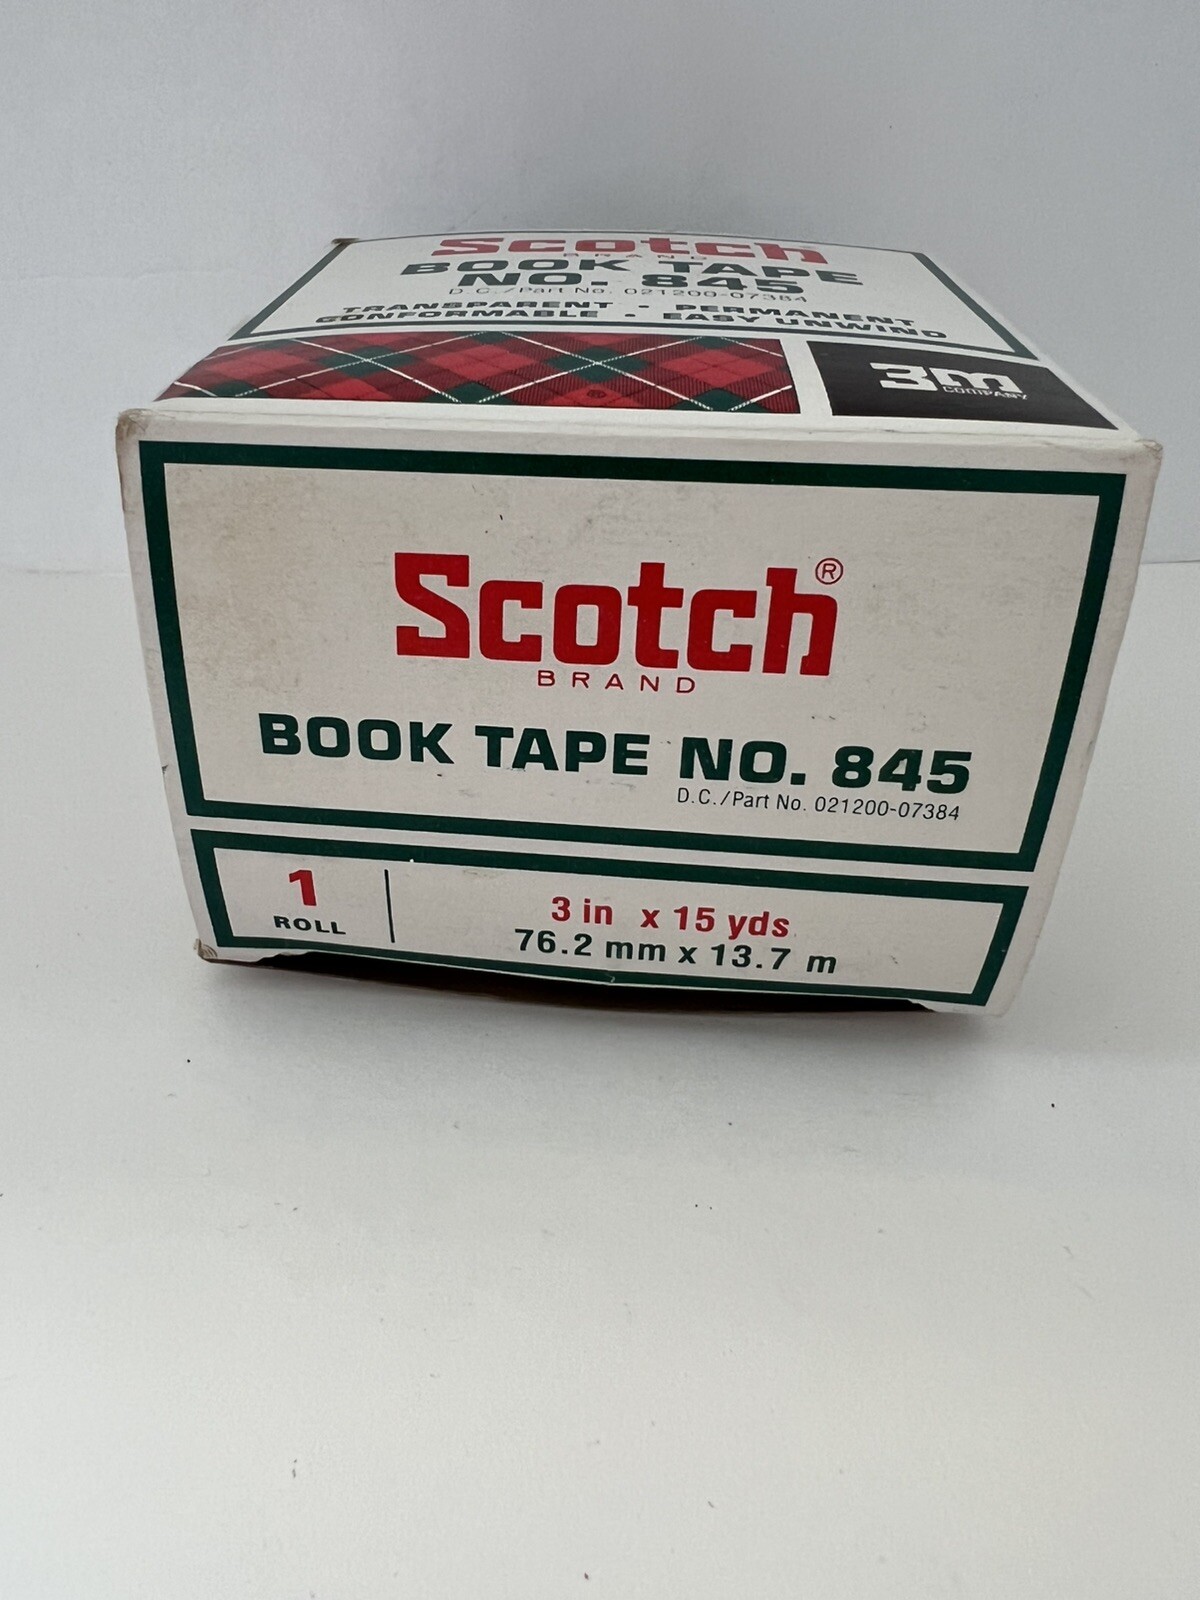 Scotch
BRAND
BOOK TAPE
NO. 845
D.C./Part No. 021200-07384
TRANSPARENT • PERMANENT
CONFORMABLE • EASY UNWIND
3M
COMPANY
Scotch®
BRAND
BOOK TAPE NO. 845
D.C./Part No. 021200-07384
1
ROLL
3 in x 15 yds.
76.2 mm x 13.7 m